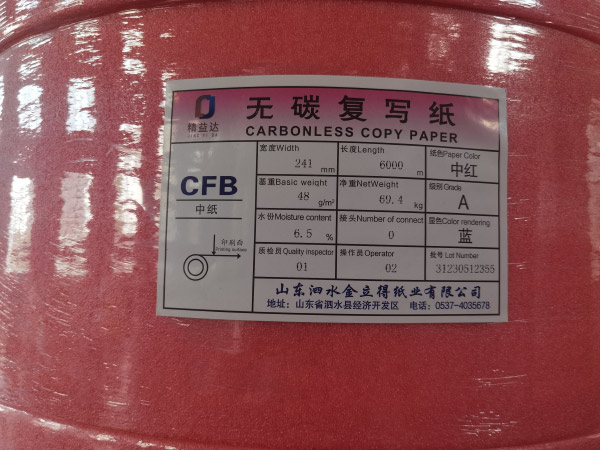 精益达
JING YI DA
无碳复写纸
CARBONLESS COPY PAPER
CFB
中纸
印刷面
Printing surface
宽度Width
241 mm
长度Length
6000 m
纸色Paper Color
中红
基重Basic weight
48 g/m²
净重NetWeight
69.4 kg
级别Grade
A
水份Moisture content
6.5 %
接头Number of connect
0
显色Color rendering
蓝
质检员Quality inspector
01
操作员Operator
02
批号 Lot Number
31230512355
山东泗水金立得纸业有限公司
地址：山东省泗水县经济开发区 电话：0537-4035678